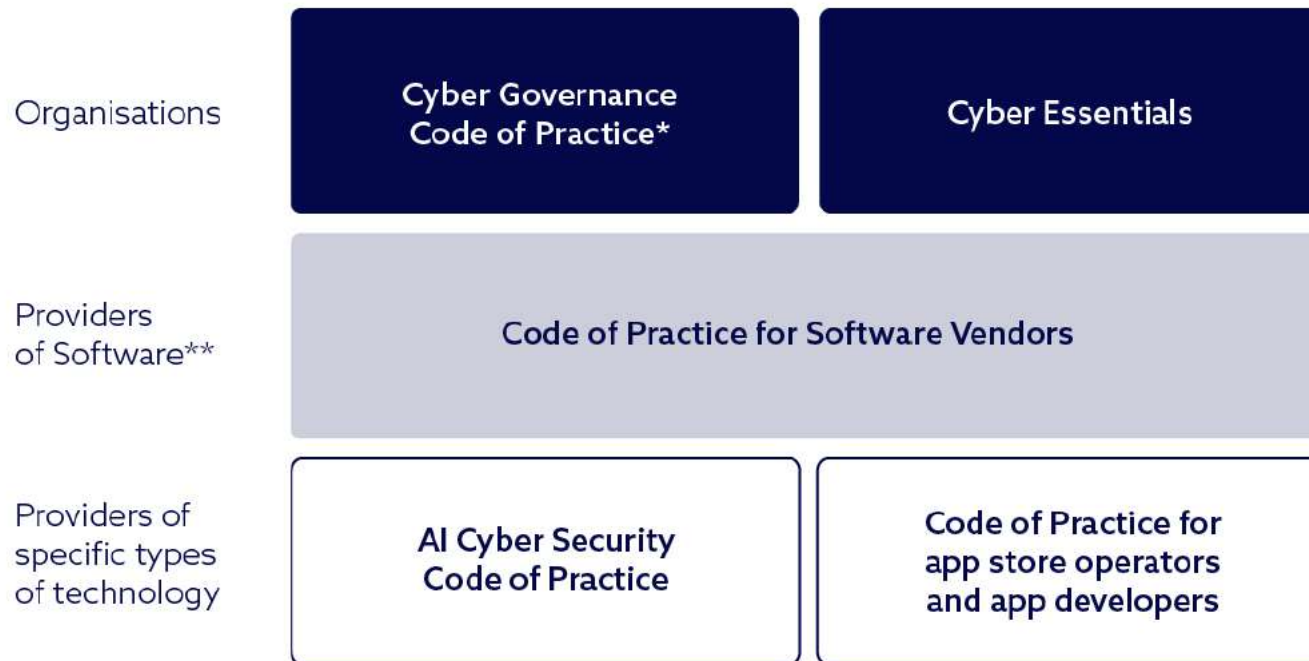 Organisations
Cyber Governance
Code of Practice*
Cyber Essentials
Providers
of Software**
Code of Practice for Software Vendors
Providers of
specific types
of technology
AI Cyber Security
Code of Practice
Code of Practice for
app store operators
and app developers